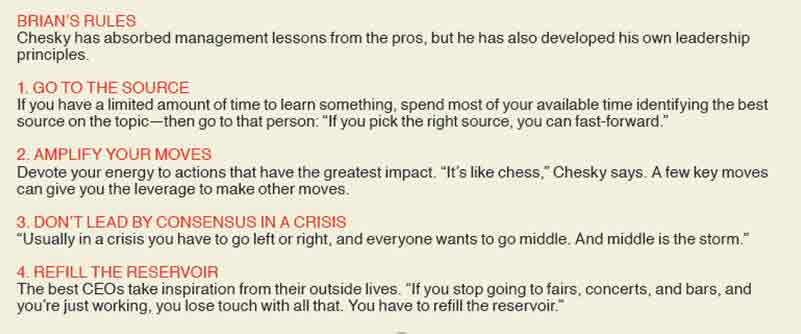 BRIAN'S RULES
Chesky has absorbed management lessons from the pros, but he has also developed his own leadership
principles.
1. GO TO THE SOURCE
If you have a limited amount of time to learn something, spend most of your available time identifying the best
source on the topic—then go to that person: “If you pick the right source, you can fast-forward.”
2. AMPLIFY YOUR MOVES
Devote your energy to actions that have the greatest impact. “It’s like chess,” Chesky says. A few key moves
can give you the leverage to make other moves.
3. DON’T LEAD BY CONSENSUS IN A CRISIS
“Usually in a crisis you have to go left or right, and everyone wants to go middle. And middle is the storm.”
4. REFILL THE RESERVOIR
The best CEOs take inspiration from their outside lives. “If you stop going to fairs, concerts, and bars, and
you’re just working, you lose touch with all that. You have to refill the reservoir.”